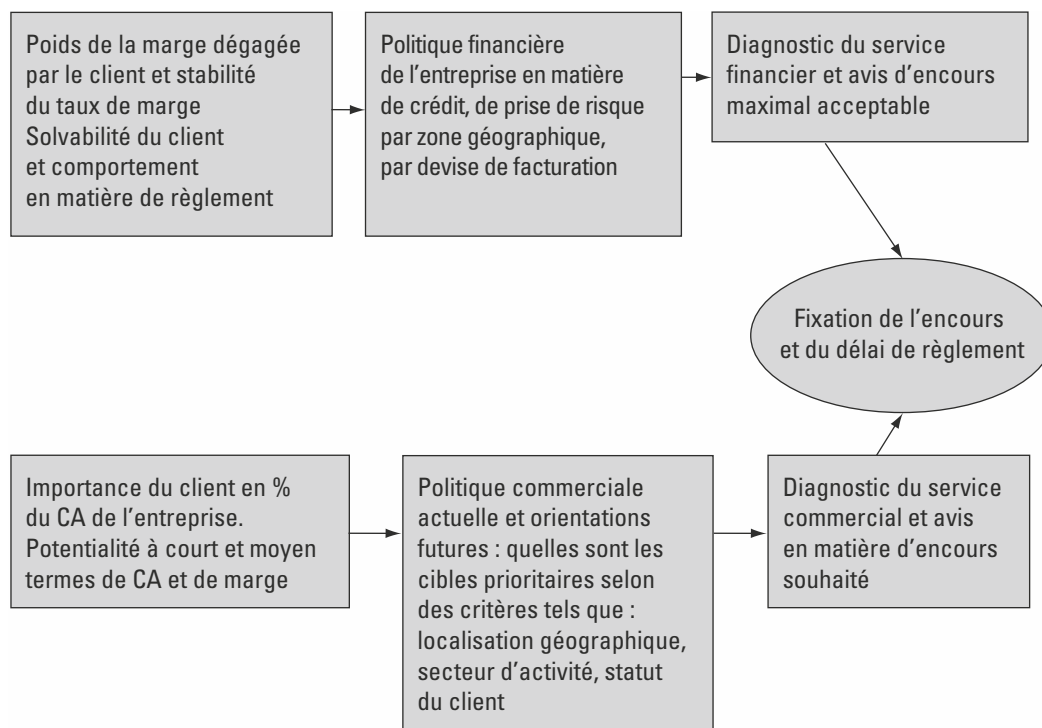 Poids de la marge dégagée
par le client et stabilité
du taux de marge
Solvabilité du client
et comportement
en matière de règlement
Politique financière
de l’entreprise en matière
de crédit, de prise de risque
par zone géographique,
par devise de facturation
Diagnostic du service
financier et avis d’encours
maximal acceptable
Fixation de l’encours
et du délai de règlement
Importance du client en %
du CA de l’entreprise.
Potentialité à court et moyen
termes de CA et de marge
Politique commerciale
actuelle et orientations
futures : quelles sont les
cibles prioritaires selon
des critères tels que :
localisation géographique,
secteur d’activité, statut
du client
Diagnostic du service
commercial et avis
en matière d’encours
souhaité